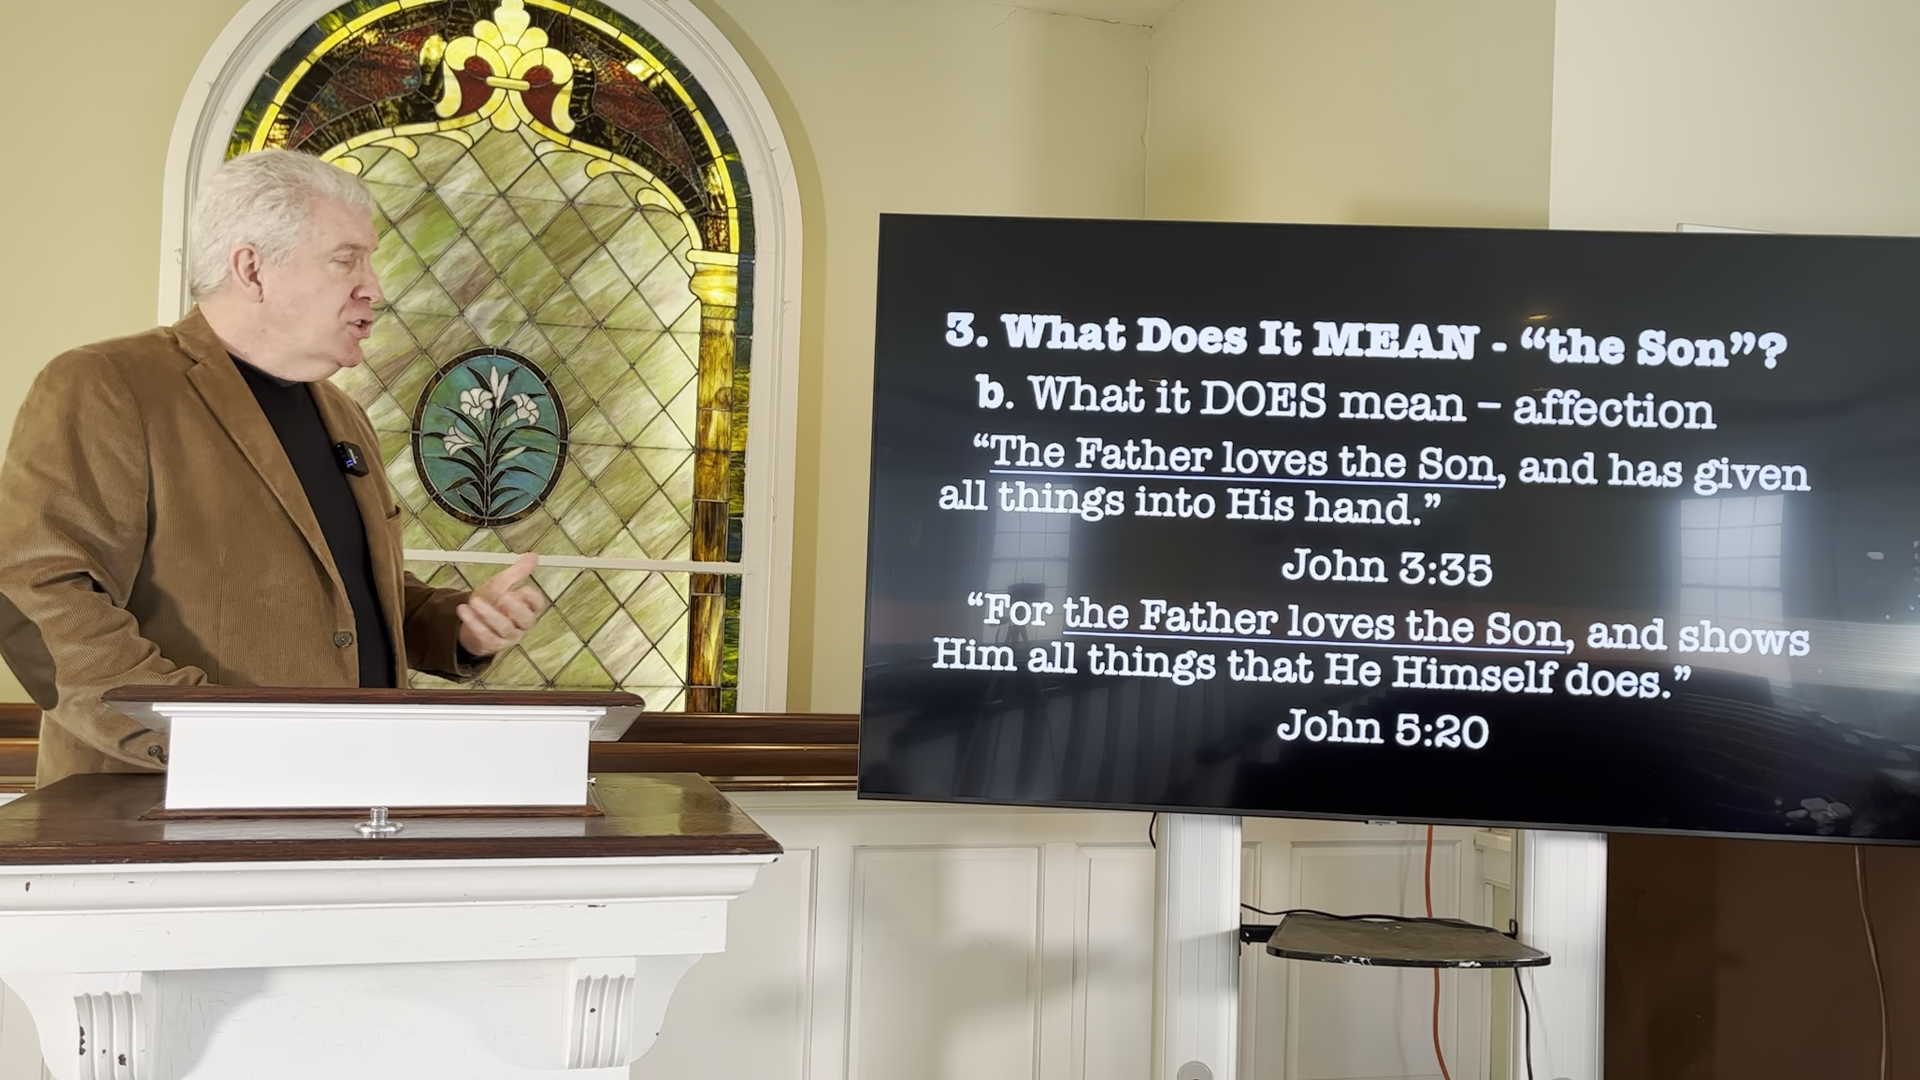 3. What Does It MEAN - “the Son”?
b. What it DOES mean – affection
“The Father loves the Son, and has given
all things into His hand.”
John 3:35
“For the Father loves the Son, and shows
Him all things that He Himself does.”
John 5:20